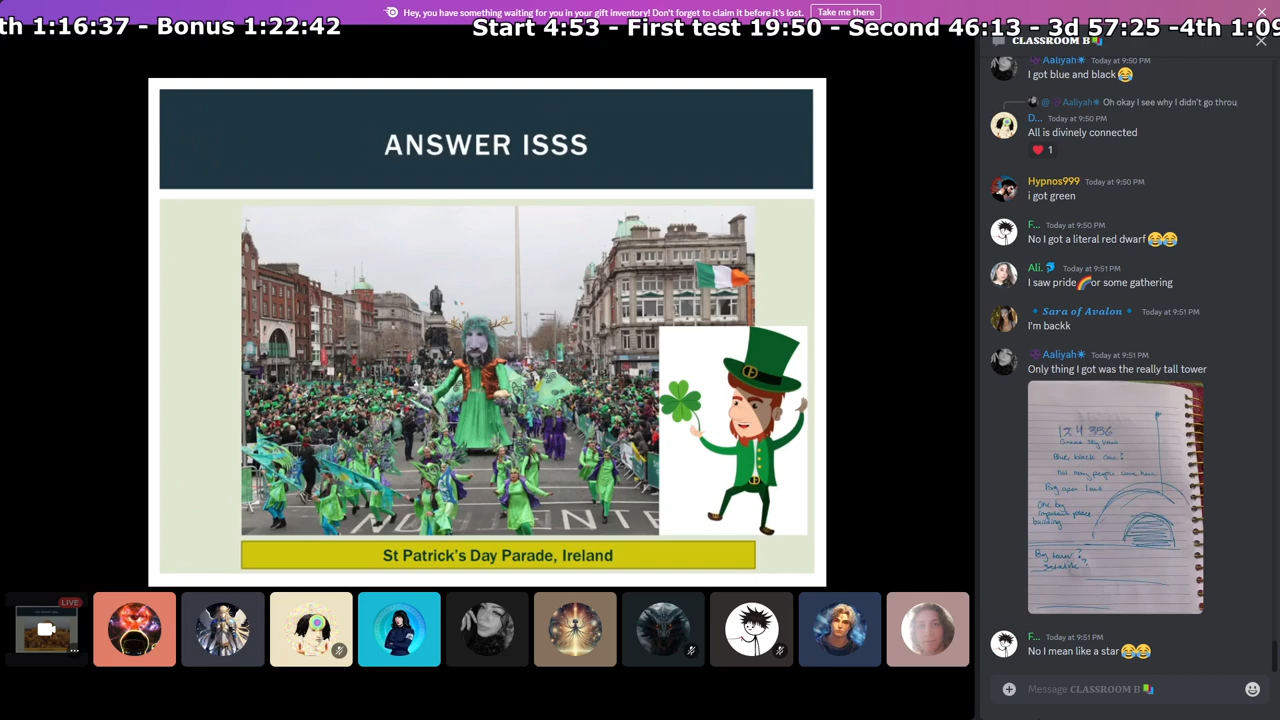 Hey, you have something waiting for you in your gift inventory! Don't forget to claim it before it's lost. Take me there
th 1:16:37 - Bonus 1:22:42 Start 4:53 - First test 19:50 - Second 46:13 - 3d 57:25 -4th 1:09
ANSWER ISSS
St Patrick's Day Parade, Ireland
LIVE
CLASSROOM B
Aaliyah Today at 9:50 PM
I got blue and black😂
@ Aaliyah Oh okay I see why I didn't go throu
D... Today at 9:50 PM
All is divinely connected
❤️ 1
Hypnos999 Today at 9:50 PM
i got green
F... Today at 9:50 PM
No I got a literal red dwarf😂😂
Ali. Today at 9:51 PM
I saw pride🌈or some gathering
Sara of Avalon Today at 9:51 PM
I'm backk
Aaliyah Today at 9:51 PM
Only thing I got was the really tall tower
Big open
One big
building
Big tower?
F... Today at 9:51 PM
No I mean like a star😂😂
Message CLASSROOM B